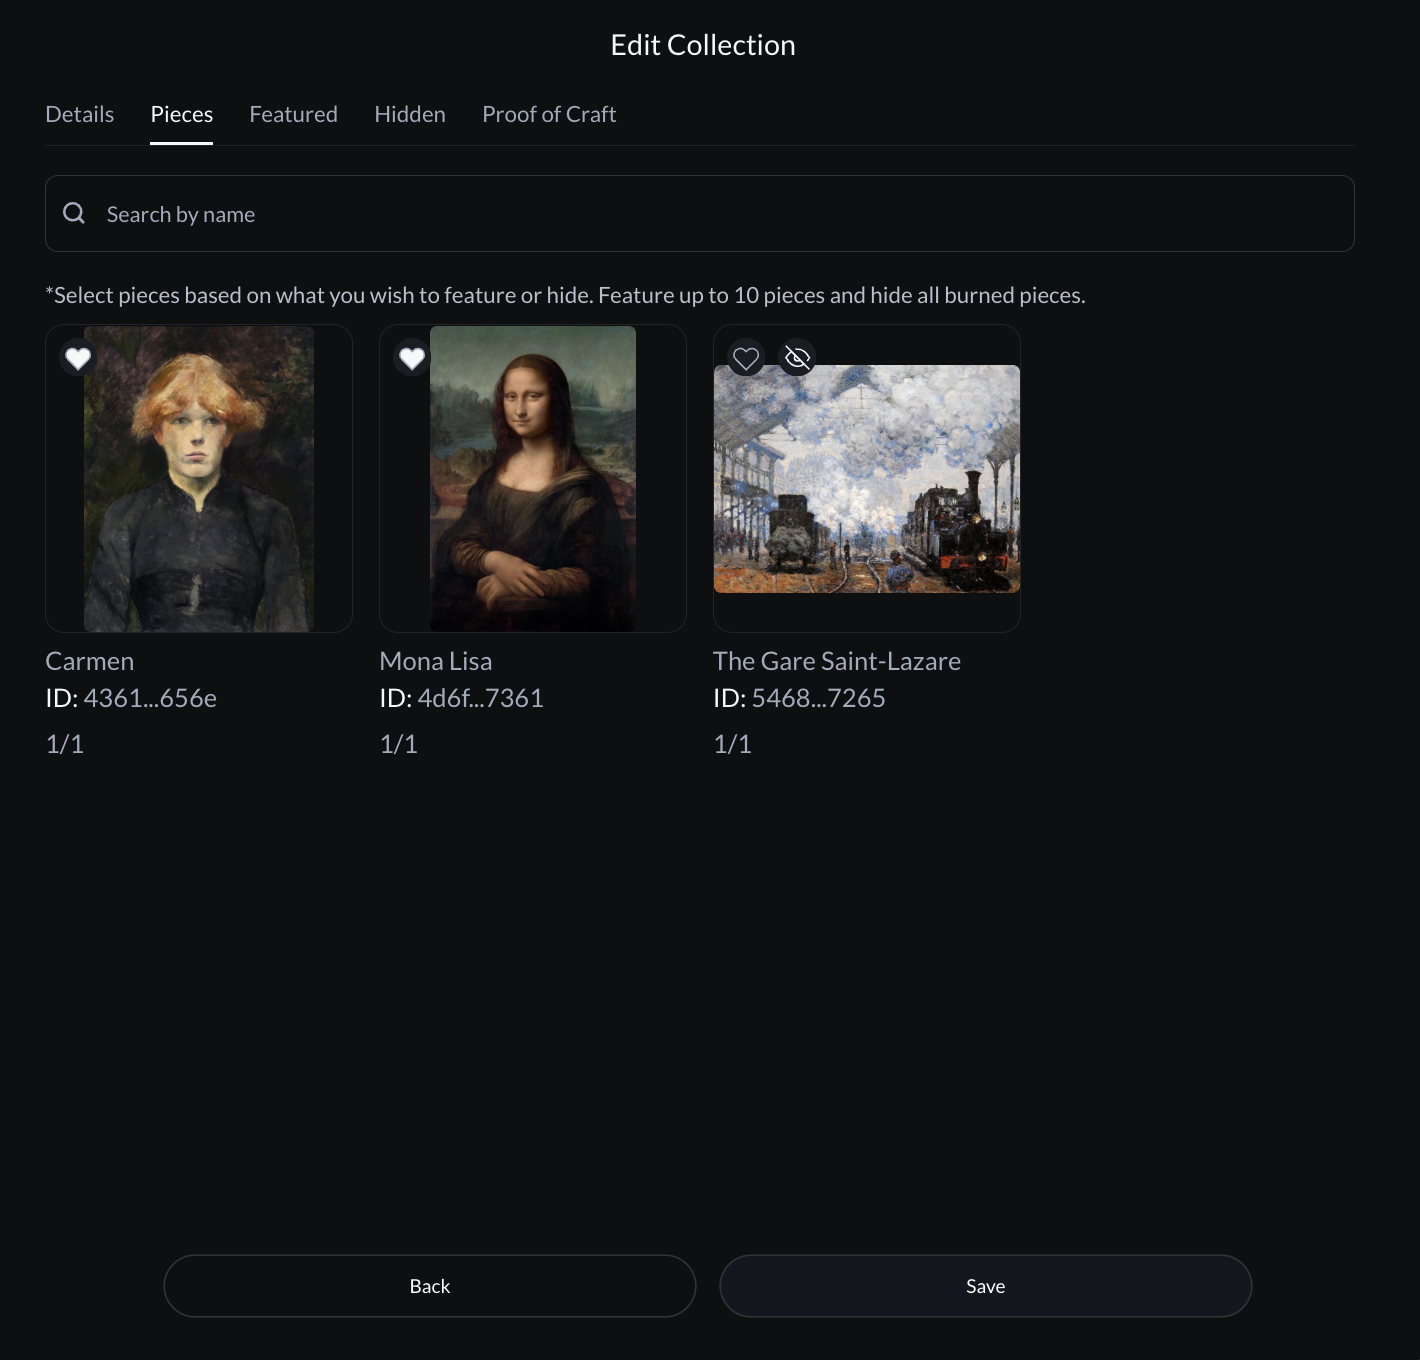 Edit Collection
Details Pieces Featured Hidden Proof of Craft
Search by name
*Select pieces based on what you wish to feature or hide. Feature up to 10 pieces and hide all burned pieces.
Carmen
ID: 4361...656e
1/1
Mona Lisa
ID: 4d6f...7361
1/1
The Gare Saint-Lazare
ID: 5468...7265
1/1
Back
Save